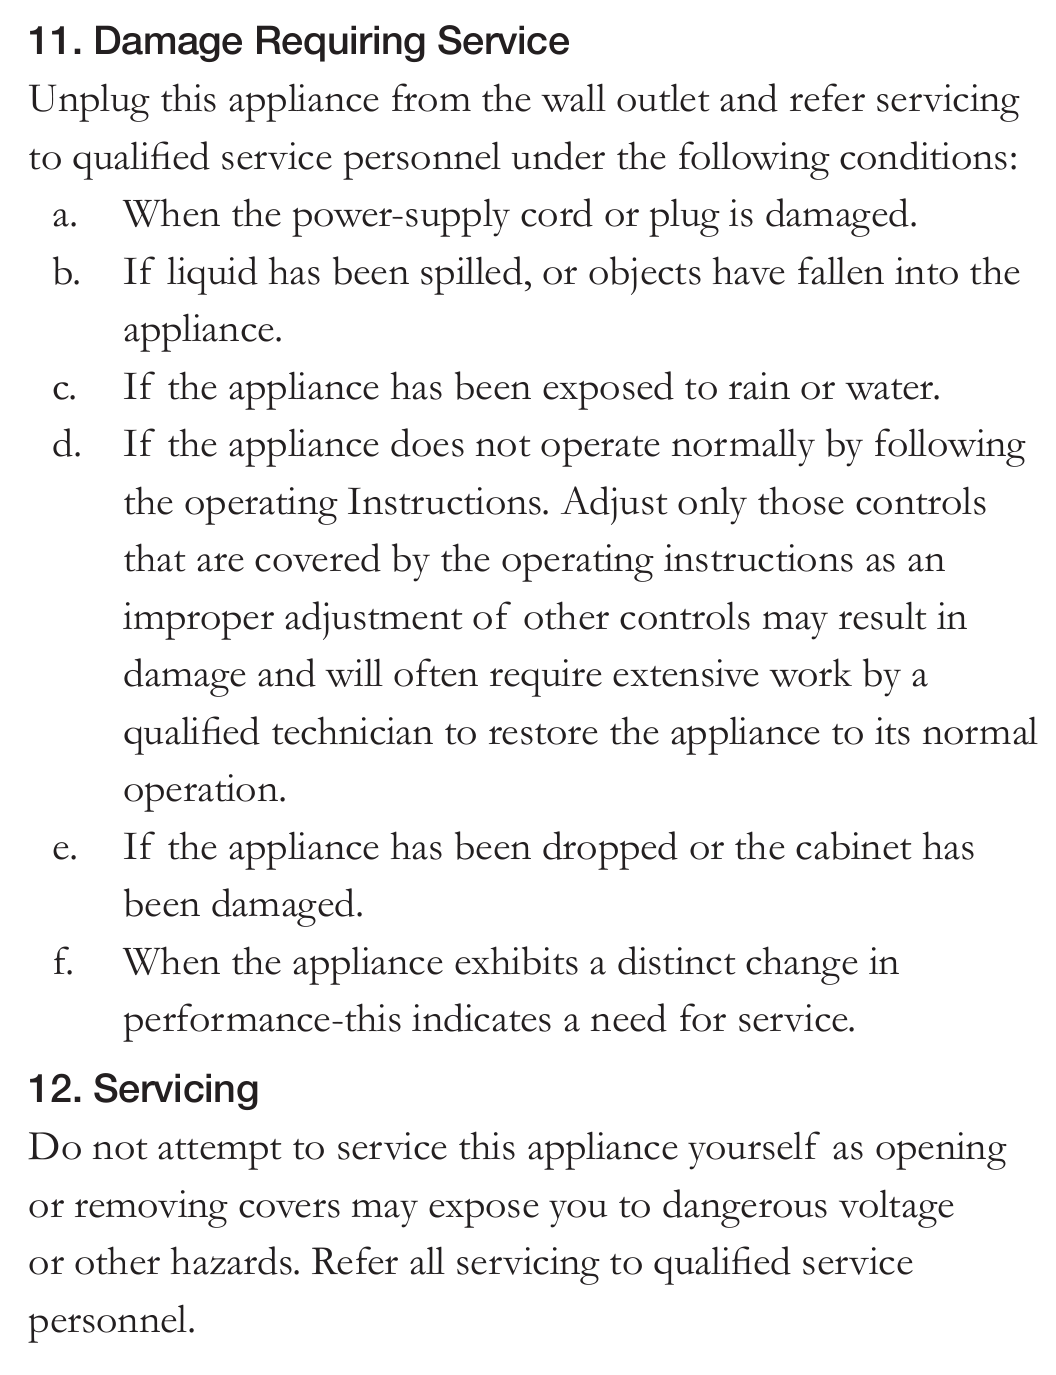 11. Damage Requiring Service
Unplug this appliance from the wall outlet and refer servicing
to qualified service personnel under the following conditions:
a. When the power-supply cord or plug is damaged.
b. If liquid has been spilled, or objects have fallen into the
appliance.
c. If the appliance has been exposed to rain or water.
d. If the appliance does not operate normally by following
the operating Instructions. Adjust only those controls
that are covered by the operating instructions as an
improper adjustment of other controls may result in
damage and will often require extensive work by a
qualified technician to restore the appliance to its normal
operation.
e. If the appliance has been dropped or the cabinet has
been damaged.
f. When the appliance exhibits a distinct change in
performance-this indicates a need for service.
12. Servicing
Do not attempt to service this appliance yourself as opening
or removing covers may expose you to dangerous voltage
or other hazards. Refer all servicing to qualified service
personnel.